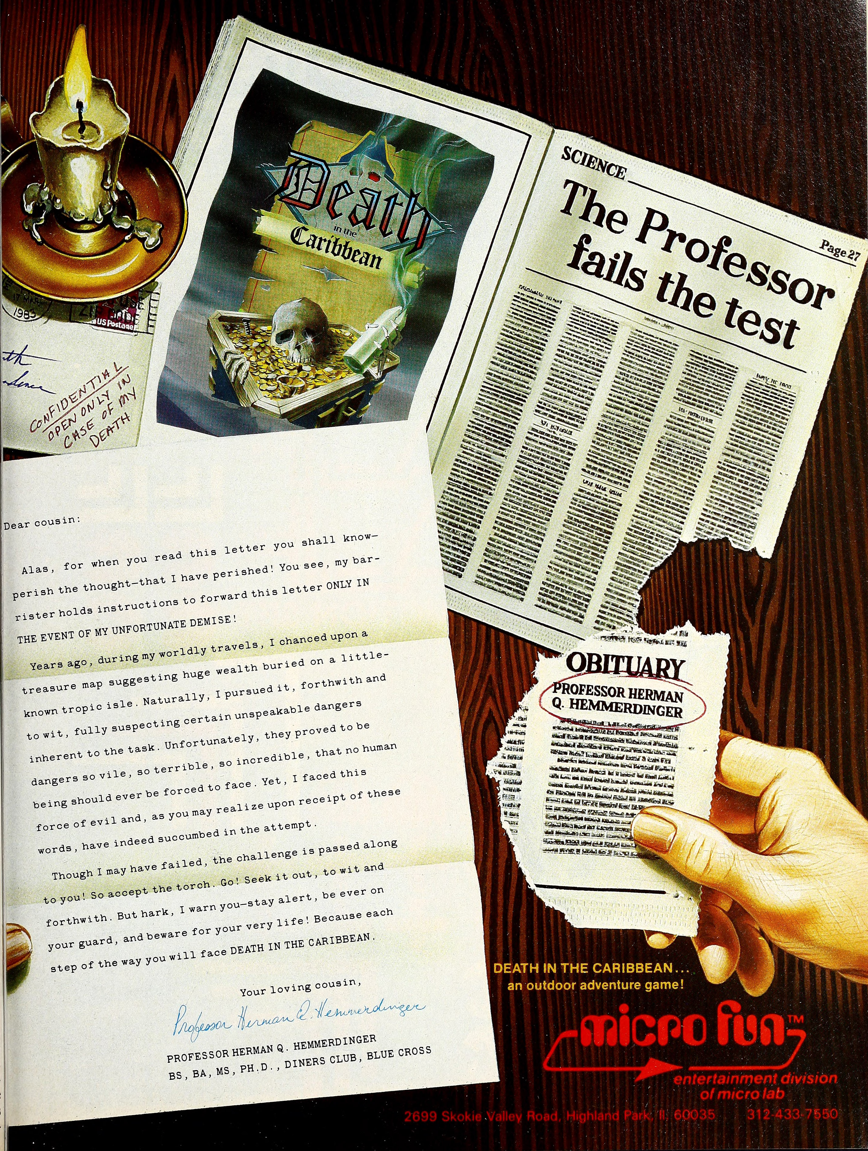 Death
in the
Caribbean
SCIENCE
Page 27
The Professor
fails the test
1983
US Postage
CONFIDENTIAL
OPEN ONLY IN
CASE OF MY
DEATH
Dear cousin:
Alas, for when you read this letter you shall know—
perish the thought—that I have perished! You see, my bar-
rister holds instructions to forward this letter ONLY IN
THE EVENT OF MY UNFORTUNATE DEMISE!
Years ago, during my worldly travels, I chanced upon a
treasure map suggesting huge wealth buried on a little-
known tropic isle. Naturally, I pursued it, forthwith and
to wit, fully suspecting certain unspeakable dangers
inherent to the task. Unfortunately, they proved to be
dangers so vile, so terrible, so incredible, that no human
being should ever be forced to face. Yet, I faced this
force of evil and, as you may realize upon receipt of these
words, have indeed succumbed in the attempt.
Though I may have failed, the challenge is passed along
to you! So accept the torch. Go! Seek it out, to wit and
forthwith. But hark, I warn you—stay alert, be ever on
your guard, and beware for your very life! Because each
step of the way you will face DEATH IN THE CARIBBEAN.
Your loving cousin,
Professor Herman Q. Hemmerdinger
PROFESSOR HERMAN Q. HEMMERDINGER
BS, BA, MS, PH.D., DINERS CLUB, BLUE CROSS
OBITUARY
PROFESSOR HERMAN
Q. HEMMERDINGER
DEATH IN THE CARIBBEAN...
an outdoor adventure game!
micro fun™
entertainment division
of micro lab
2699 Skokie Valley Road, Highland Park, Il. 60035 312-433-7550